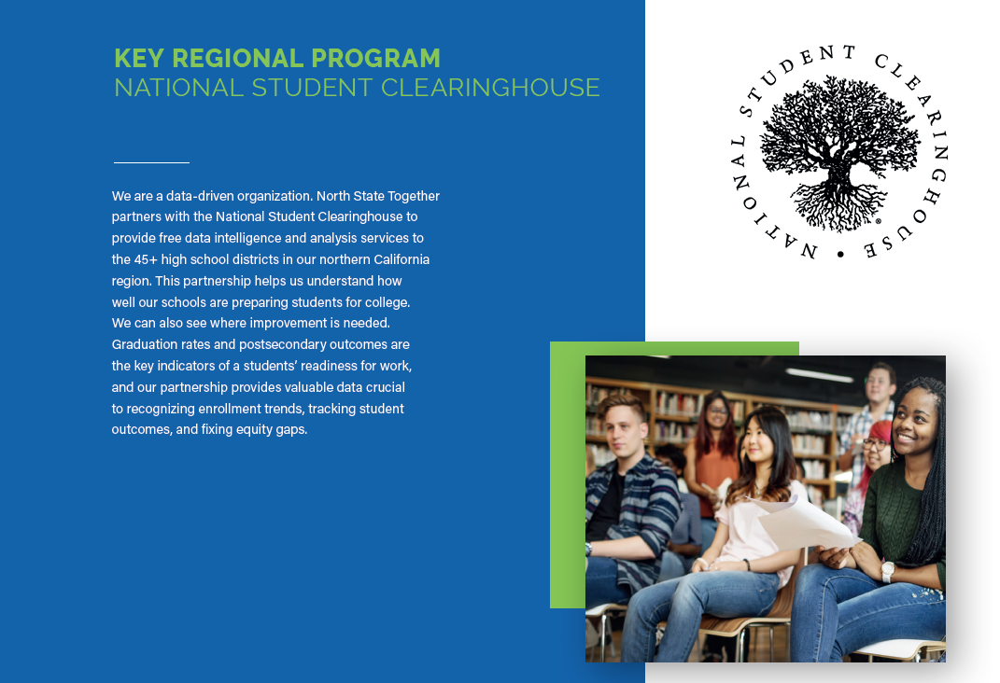 KEY REGIONAL PROGRAM
NATIONAL STUDENT CLEARINGHOUSE
We are a data-driven organization. North State Together
partners with the National Student Clearinghouse to
provide free data intelligence and analysis services to
the 45+ high school districts in our northern California
region. This partnership helps us understand how
well our schools are preparing students for college.
We can also see where improvement is needed.
Graduation rates and postsecondary outcomes are
the key indicators of a students’ readiness for work,
and our partnership provides valuable data crucial
to recognizing enrollment trends, tracking student
outcomes, and fixing equity gaps.
NATIONAL STUDENT CLEARINGHOUSE •
®